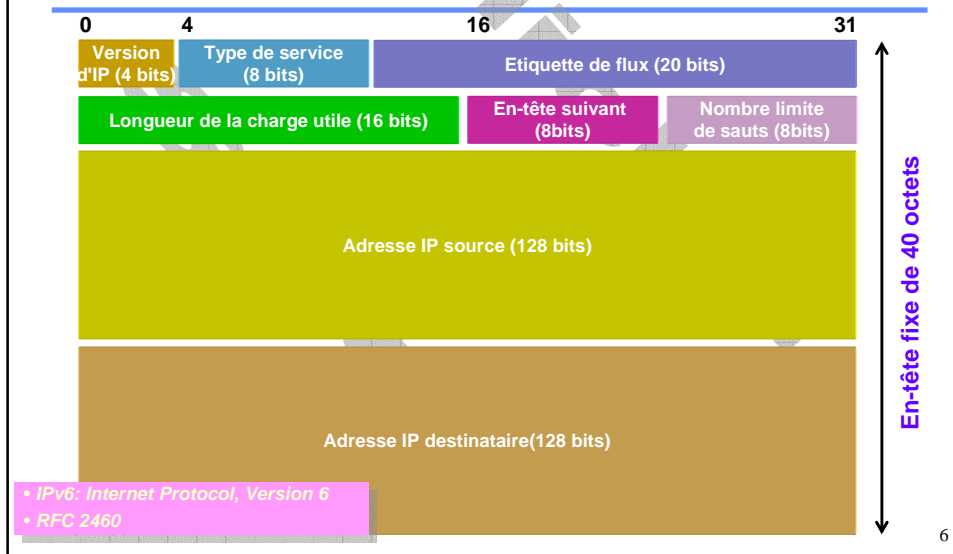 0 4 16 31
Version
d'IP (4 bits)
Type de service
(8 bits)
Etiquette de flux (20 bits)
Longueur de la charge utile (16 bits)
En-tête suivant
(8bits)
Nombre limite
de sauts (8bits)
Adresse IP source (128 bits)
Adresse IP destinataire(128 bits)
En-tête fixe de 40 octets
• IPv6: Internet Protocol, Version 6
• RFC 2460
6